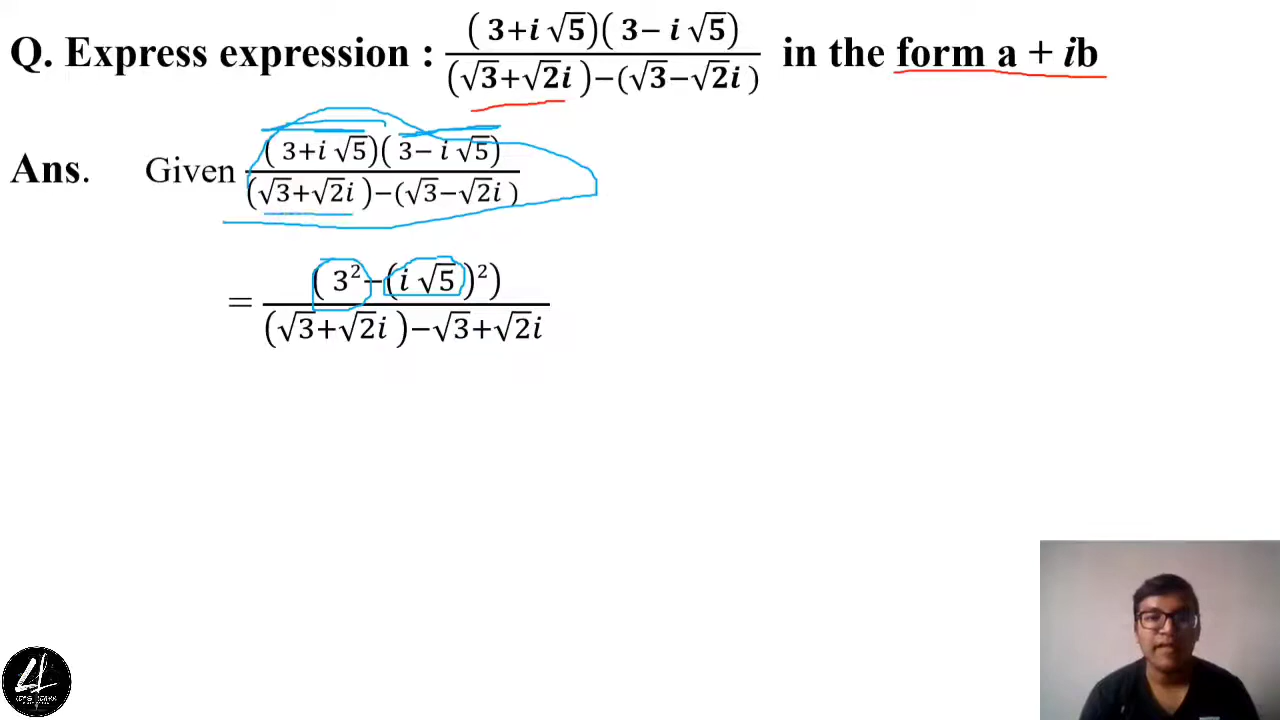 Q. Express expression : (3+i √5)(3− i √5) / (√3+√2i )−(√3−√2i ) in the form a + ib
Ans. Given (3+i √5)(3− i √5) / (√3+√2i )−(√3−√2i )
= ( 3²−(i √5)²) / (√3+√2i )−√3+√2i